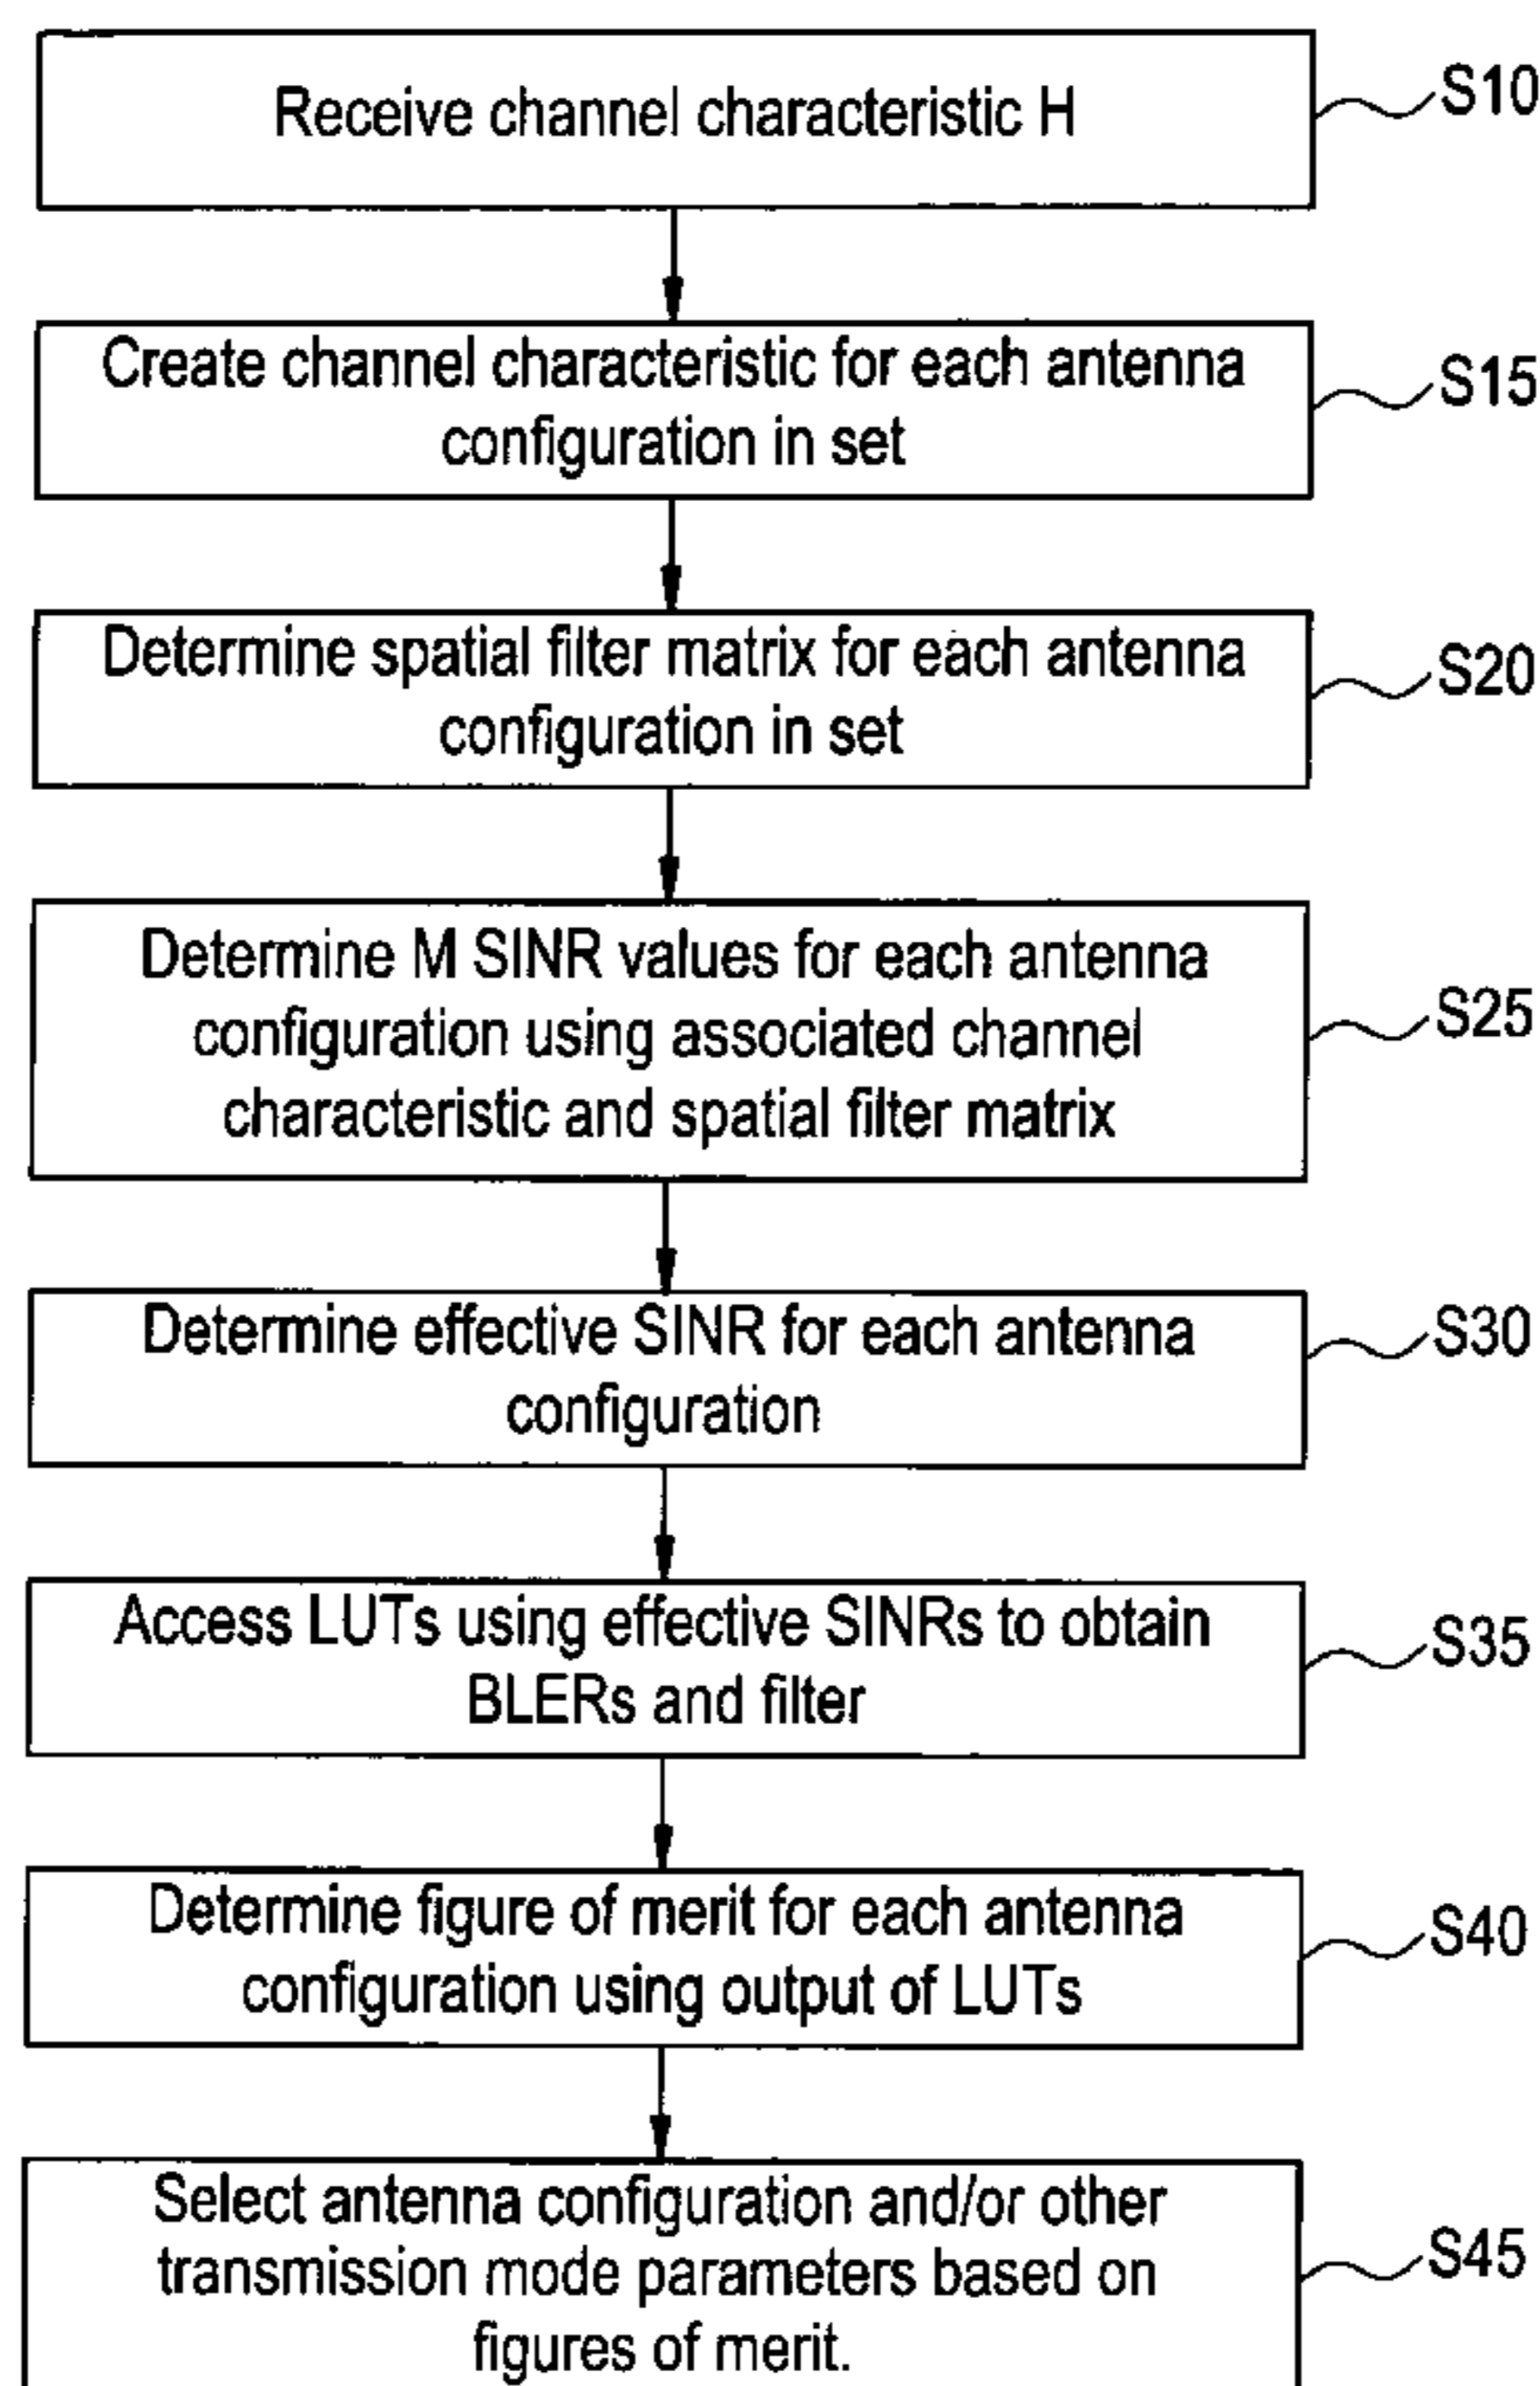 Receive channel characteristic H
S10
Create channel characteristic for each antenna
configuration in set
S15
Determine spatial filter matrix for each antenna
configuration in set
S20
Determine M SINR values for each antenna
configuration using associated channel
characteristic and spatial filter matrix
S25
Determine effective SINR for each antenna
configuration
S30
Access LUTs using effective SINRs to obtain
BLERs and filter
S35
Determine figure of merit for each antenna
configuration using output of LUTs
S40
Select antenna configuration and/or other
transmission mode parameters based on
figures of merit.
S45